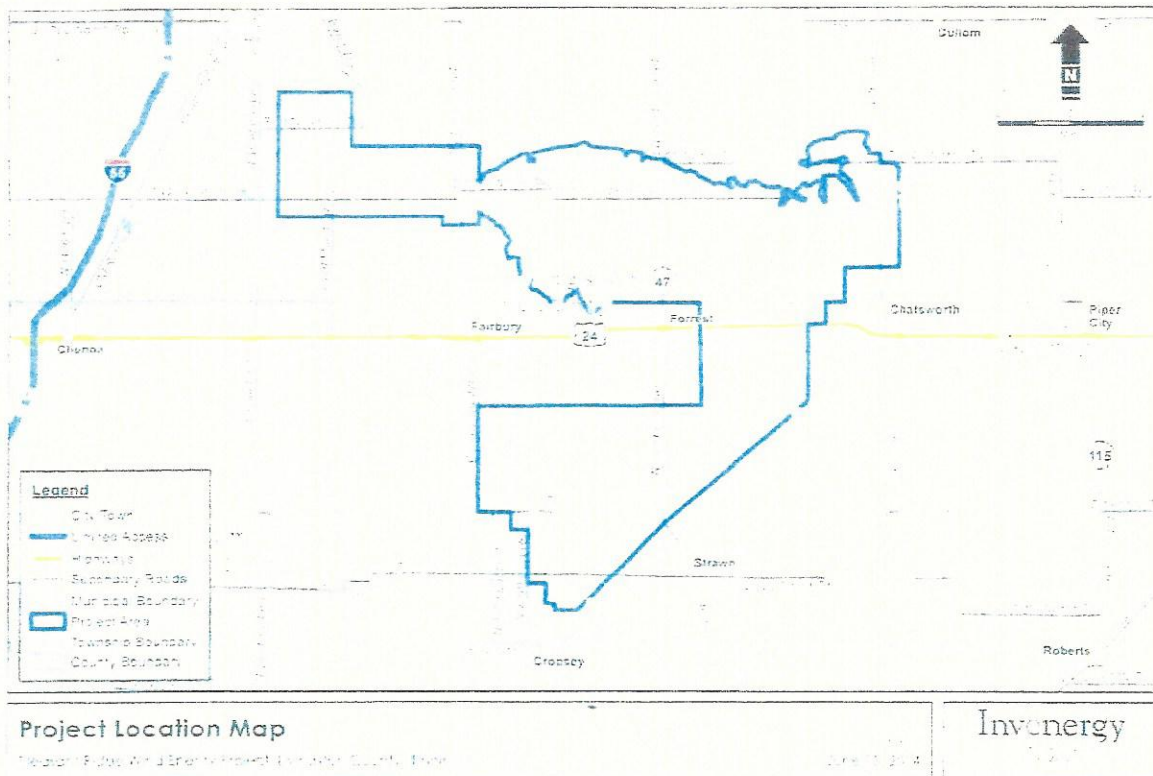 Cullom
N
47
Chatsworth
Piper
City
Fairbury
Forrest
24
Chenoa
115
Legend
City Town
Limited Access
Highways
Secondary Roads
Municipal Boundary
Project Area
Township Boundary
County Boundary
Strawn
Cropsey
Roberts
Project Location Map
Invenergy